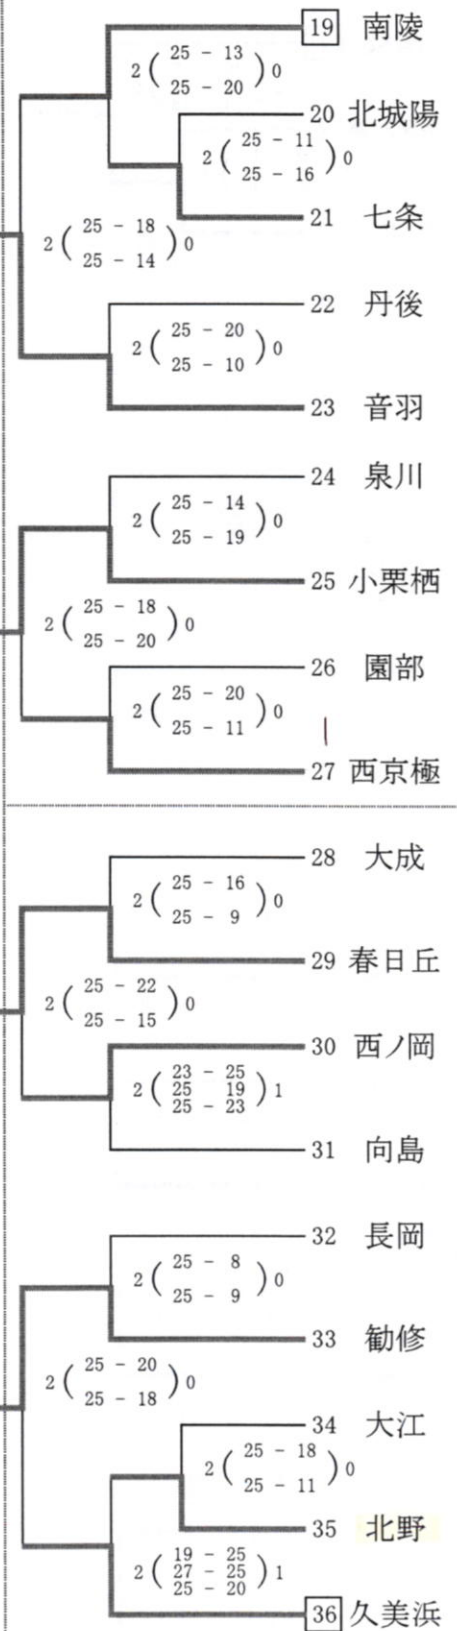 19 南陵
2 ( 25 - 13 ) 0
25 - 20
20 北城陽
2 ( 25 - 11 ) 0
25 - 16
21 七条
2 ( 25 - 18 ) 0
25 - 14
22 丹後
2 ( 25 - 20 ) 0
25 - 10
23 音羽
24 泉川
2 ( 25 - 14 ) 0
25 - 19
25 小栗栖
2 ( 25 - 18 ) 0
25 - 20
26 園部
2 ( 25 - 20 ) 0
25 - 11
27 西京極
28 大成
2 ( 25 - 16 ) 0
25 - 9
29 春日丘
2 ( 25 - 22 ) 0
25 - 15
30 西ノ岡
23 - 25
2 ( 25 19 ) 1
25 - 23
31 向島
32 長岡
2 ( 25 - 8 ) 0
25 - 9
33 勧修
2 ( 25 - 20 ) 0
25 - 18
34 大江
2 ( 25 - 18 ) 0
25 - 11
35 北野
19 - 25
2 ( 27 - 25 ) 1
25 - 20
36 久美浜